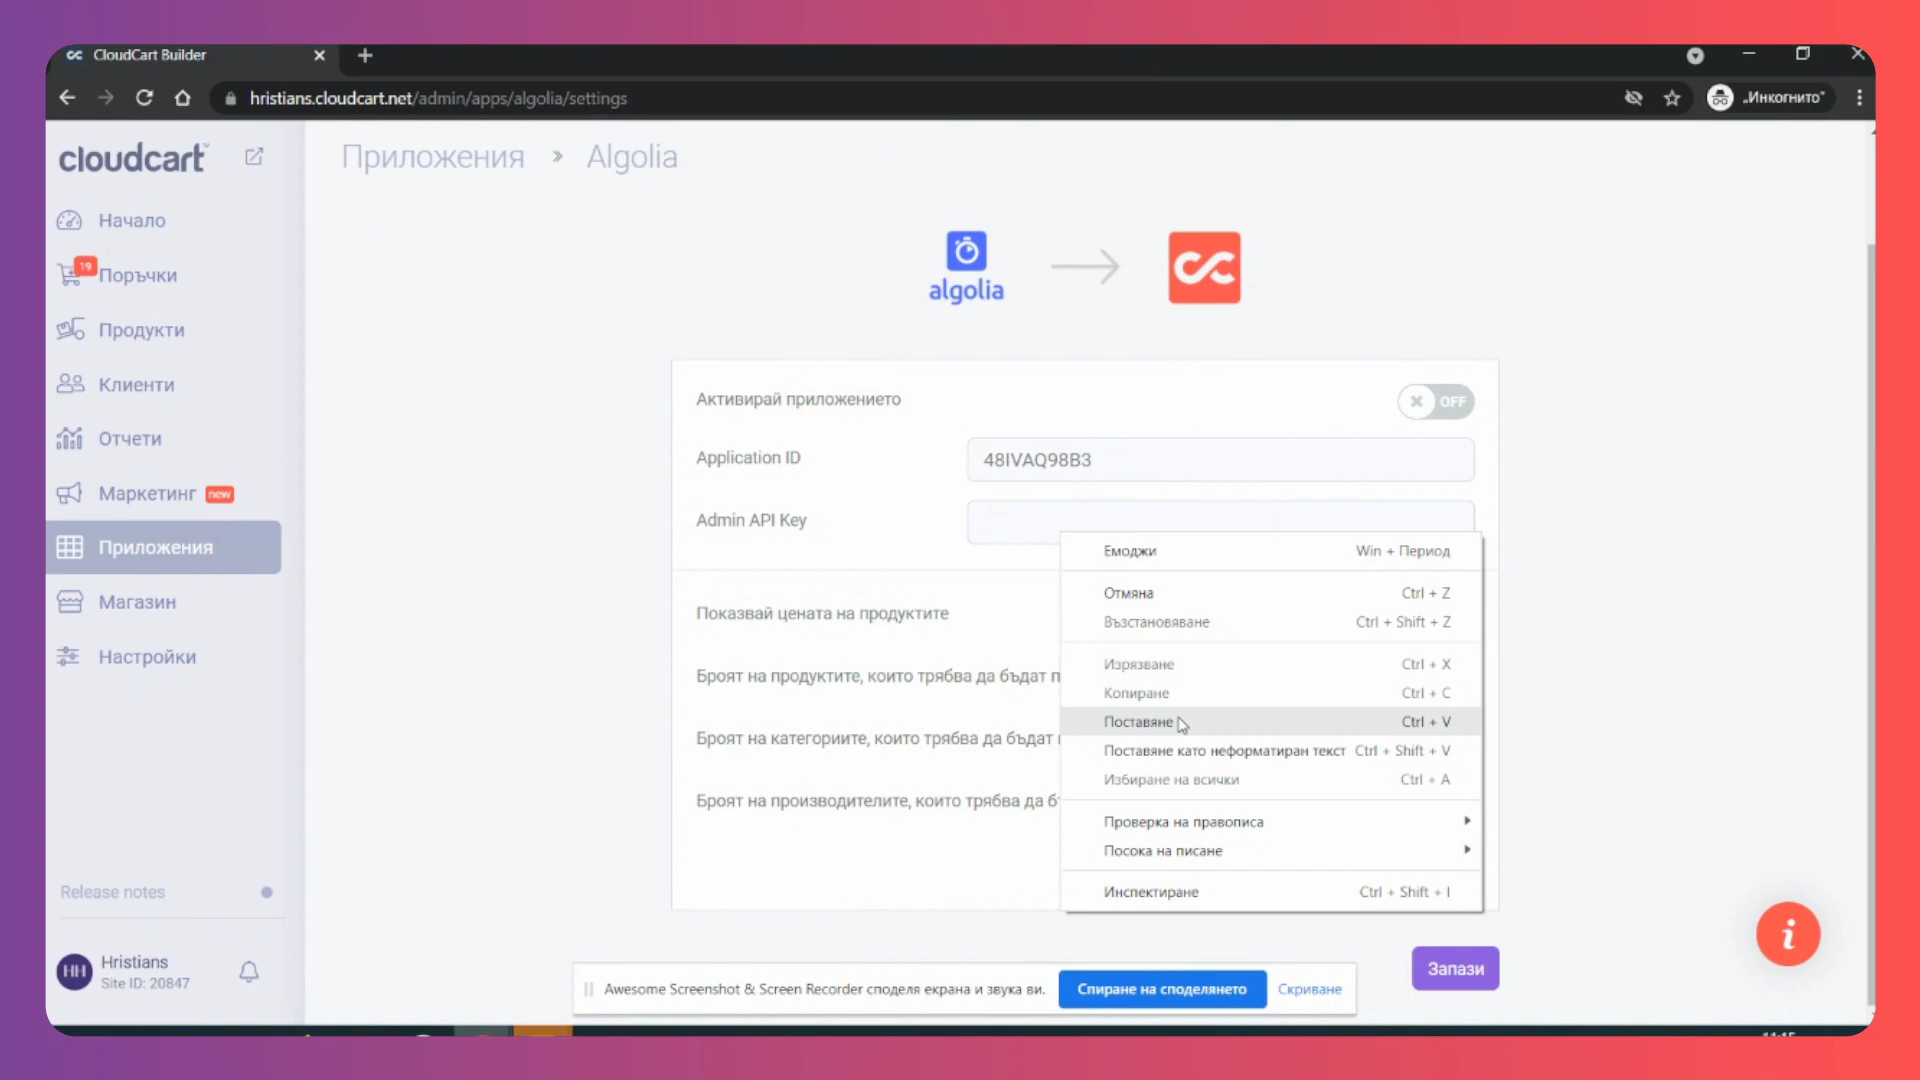 CloudCart Builder
hristians.cloudcart.net/admin/apps/algolia/settings
„Инкогнито“
cloudcart
Приложения > Algolia
Начало
19
Поръчки
Продукти
Клиенти
Отчети
Маркетинг new
Приложения
Магазин
Настройки
Release notes
HH
Hristians
Site ID: 20847
algolia
Активирай приложението
OFF
Application ID
48IVAQ98B3
Admin API Key
Показвай цената на продуктите
Броят на продуктите, които трябва да бъдат п
Броят на категориите, които трябва да бъдат
Броят на производителите, които трябва да б
Емоджи Win + Период
Отмяна Ctrl + Z
Възстановяване Ctrl + Shift + Z
Изрязване Ctrl + X
Копиране Ctrl + C
Поставяне Ctrl + V
Поставяне като неформатиран текст Ctrl + Shift + V
Избиране на всички Ctrl + A
Проверка на правописа
Посока на писане
Инспектиране Ctrl + Shift + I
Запази
Awesome Screenshot & Screen Recorder споделя екрана и звука ви.
Спиране на споделянето
Скриване
i